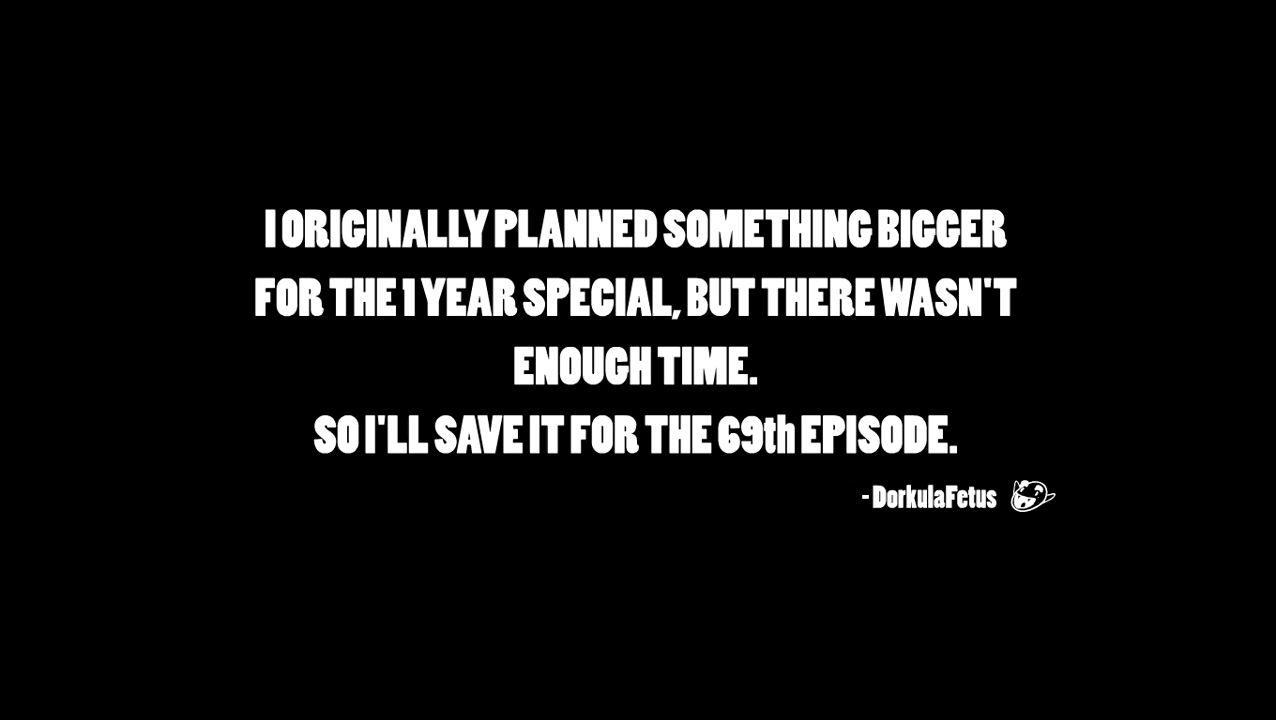 I ORIGINALLY PLANNED SOMETHING BIGGER
FOR THE 1 YEAR SPECIAL, BUT THERE WASN'T
ENOUGH TIME.
SO I'LL SAVE IT FOR THE 69th EPISODE.
- DorkulaFetus